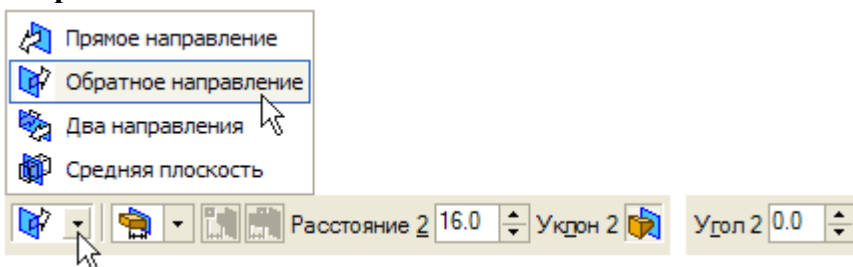 Прямое направление
Обратное направление
Два направления
Средняя плоскость
Расстояние 2 16.0 Уклон 2 Угол 2 0.0